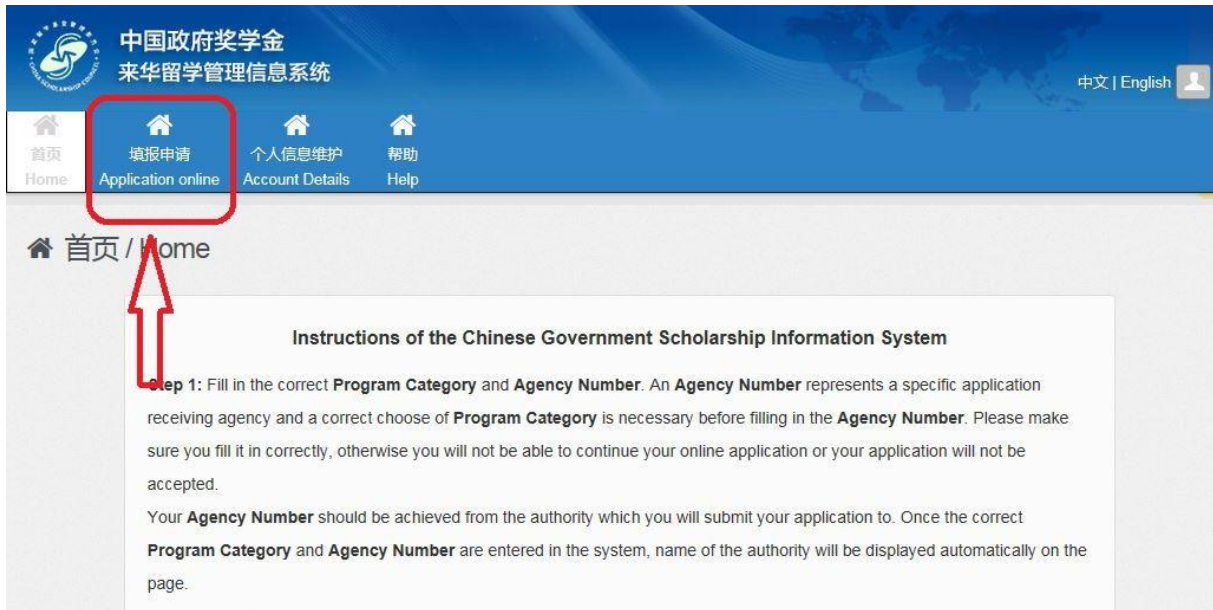 中国政府奖学金
来华留学管理信息系统
中文 | English
首页
Home
填报申请
Application online
个人信息维护
Account Details
帮助
Help
首页 / Home
Instructions of the Chinese Government Scholarship Information System
Step 1: Fill in the correct Program Category and Agency Number. An Agency Number represents a specific application
receiving agency and a correct choose of Program Category is necessary before filling in the Agency Number. Please make
sure you fill it in correctly, otherwise you will not be able to continue your online application or your application will not be
accepted.
Your Agency Number should be achieved from the authority which you will submit your application to. Once the correct
Program Category and Agency Number are entered in the system, name of the authority will be displayed automatically on the
page.